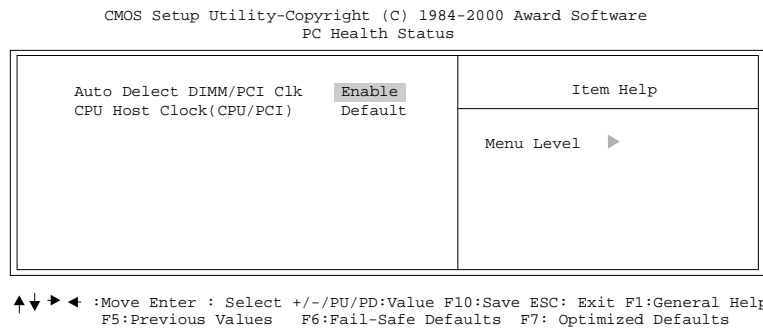 CMOS Setup Utility-Copyright (C) 1984-2000 Award Software
PC Health Status
Auto Delect DIMM/PCI Clk Enable
CPU Host Clock(CPU/PCI) Default
Item Help
Menu Level
:Move Enter : Select +/-/PU/PD:Value F10:Save ESC: Exit F1:General Help
F5:Previous Values F6:Fail-Safe Defaults F7: Optimized Defaults